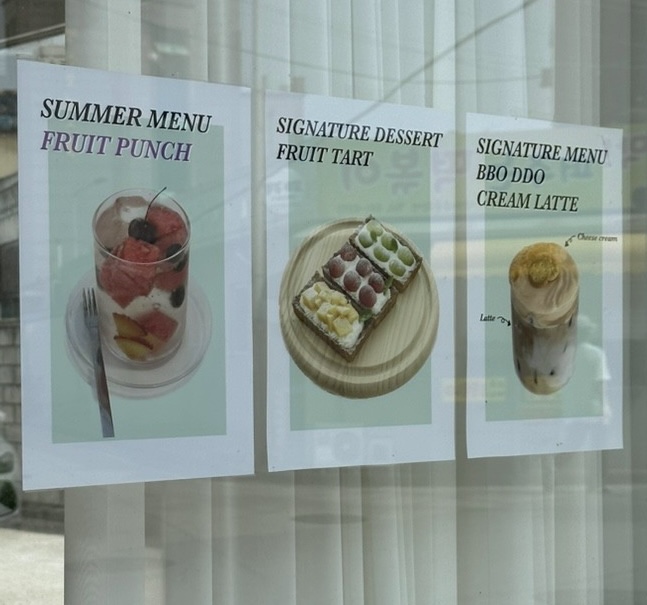 SUMMER MENU
FRUIT PUNCH
SIGNATURE DESSERT
FRUIT TART
SIGNATURE MENU
BBO DDO
CREAM LATTE
Cheese cream
Latte